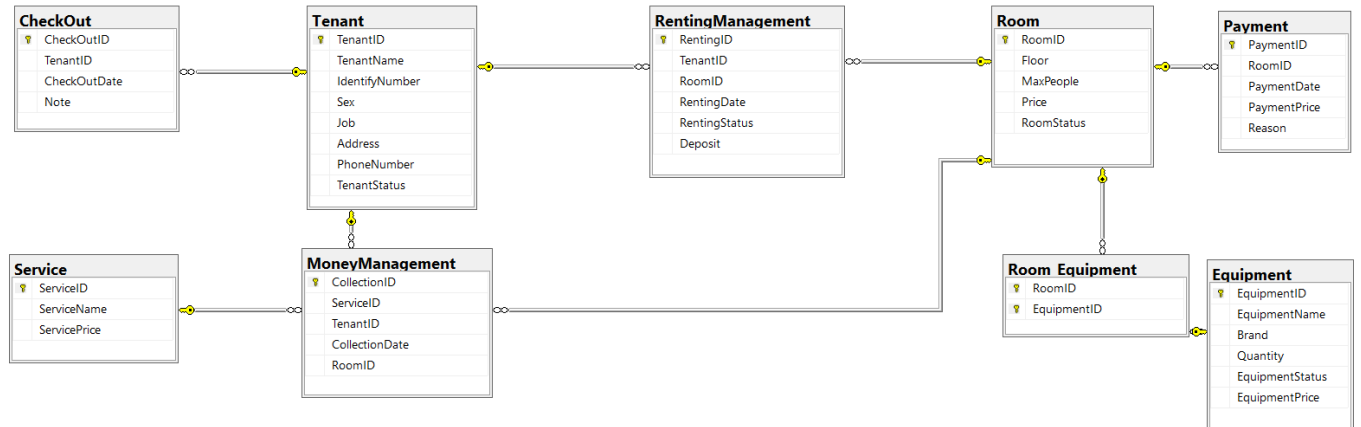 CheckOut
CheckOutID
TenantID
CheckOutDate
Note
Tenant
TenantID
TenantName
IdentifyNumber
Sex
Job
Address
PhoneNumber
TenantStatus
RentingManagement
RentingID
TenantID
RoomID
RentingDate
RentingStatus
Deposit
Room
RoomID
Floor
MaxPeople
Price
RoomStatus
Payment
PaymentID
RoomID
PaymentDate
PaymentPrice
Reason
Service
ServiceID
ServiceName
ServicePrice
MoneyManagement
CollectionID
ServiceID
TenantID
CollectionDate
RoomID
Room_Equipment
RoomID
EquipmentID
Equipment
EquipmentID
EquipmentName
Brand
Quantity
EquipmentStatus
EquipmentPrice